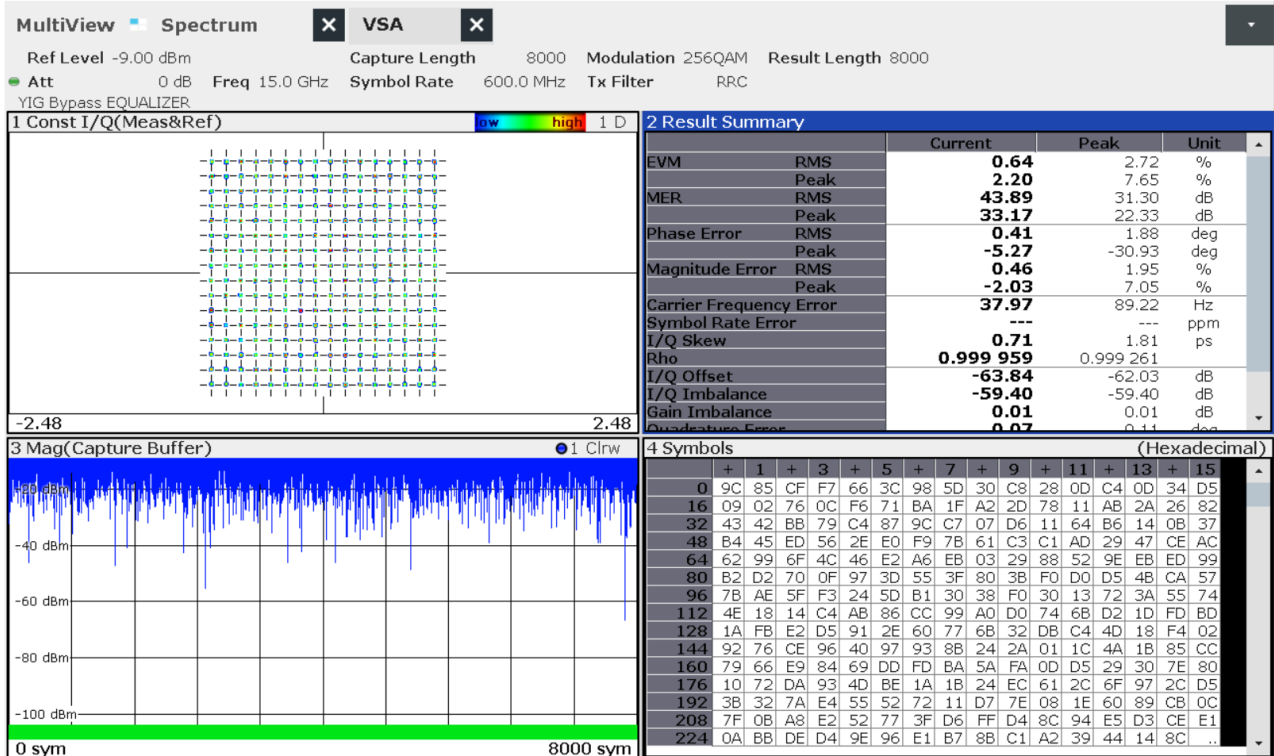 MultiView Spectrum VSA
Ref Level -9.00 dBm Capture Length 8000 Modulation 256QAM Result Length 8000
Att 0 dB Freq 15.0 GHz Symbol Rate 600.0 MHz Tx Filter RRC
YIG Bypass EQUALIZER
1 Const I/Q(Meas&Ref) low high 1 D
-2.48 2.48
2 Result Summary
Current Peak Unit
EVM RMS 0.64 2.72 %
Peak 2.20 7.65 %
MER RMS 43.89 31.30 dB
Peak 33.17 22.33 dB
Phase Error RMS 0.41 1.88 deg
Peak -5.27 -30.93 deg
Magnitude Error RMS 0.46 1.95 %
Peak -2.03 7.05 %
Carrier Frequency Error 37.97 89.22 Hz
Symbol Rate Error --- --- ppm
I/Q Skew 0.71 1.81 ps
Rho 0.999 959 0.999 261
I/Q Offset -63.84 -62.03 dB
I/Q Imbalance -59.40 -59.40 dB
Gain Imbalance 0.01 0.01 dB
Quadrature Error 0.07 0.11 deg
3 Mag(Capture Buffer) 1 Clrw
-20 dBm
-40 dBm
-60 dBm
-80 dBm
-100 dBm
0 sym 8000 sym
4 Symbols (Hexadecimal)
+ 1 + 3 + 5 + 7 + 9 + 11 + 13 + 15
0 9C 85 CF F7 66 3C 98 5D 30 C8 28 0D C4 0D 34 D5
16 09 02 76 0C F6 71 BA 1F A2 2D 78 11 AB 2A 26 82
32 43 42 BB 79 C4 87 9C C7 07 D6 11 64 B6 14 0B 37
48 B4 45 ED 56 2E E0 F9 7B 61 C3 C1 AD 29 47 CE AC
64 62 99 6F 4C 46 E2 A6 EB 03 29 88 52 9E EB ED 99
80 B2 D2 70 0F 97 3D 55 3F 80 3B F0 D0 D5 4B CA 57
96 7B AE 5F F3 24 5D B1 30 38 F0 30 13 72 3A 55 74
112 4E 18 14 C4 AB 86 CC 99 A0 D0 74 6B D2 1D FD BD
128 1A FB E2 D5 91 2E 60 77 6B 32 DB C4 4D 18 F4 02
144 92 76 CE 96 40 97 93 8B 24 2A 01 1C 4A 1B 85 CC
160 79 66 E9 84 69 DD FD BA 5A FA 0D D5 29 30 7E 80
176 10 72 DA 93 4D BE 1A 1B 24 EC 61 2C 6F 97 2C D5
192 3B 32 7A E4 55 52 72 11 D7 7E 08 1E 60 89 CB 0C
208 7F 0B A8 E2 52 77 3F D6 FF D4 8C 94 E5 D3 CE E1
224 0A BB DE D4 9E 96 E1 B7 8B C1 A2 39 44 14 8C ..